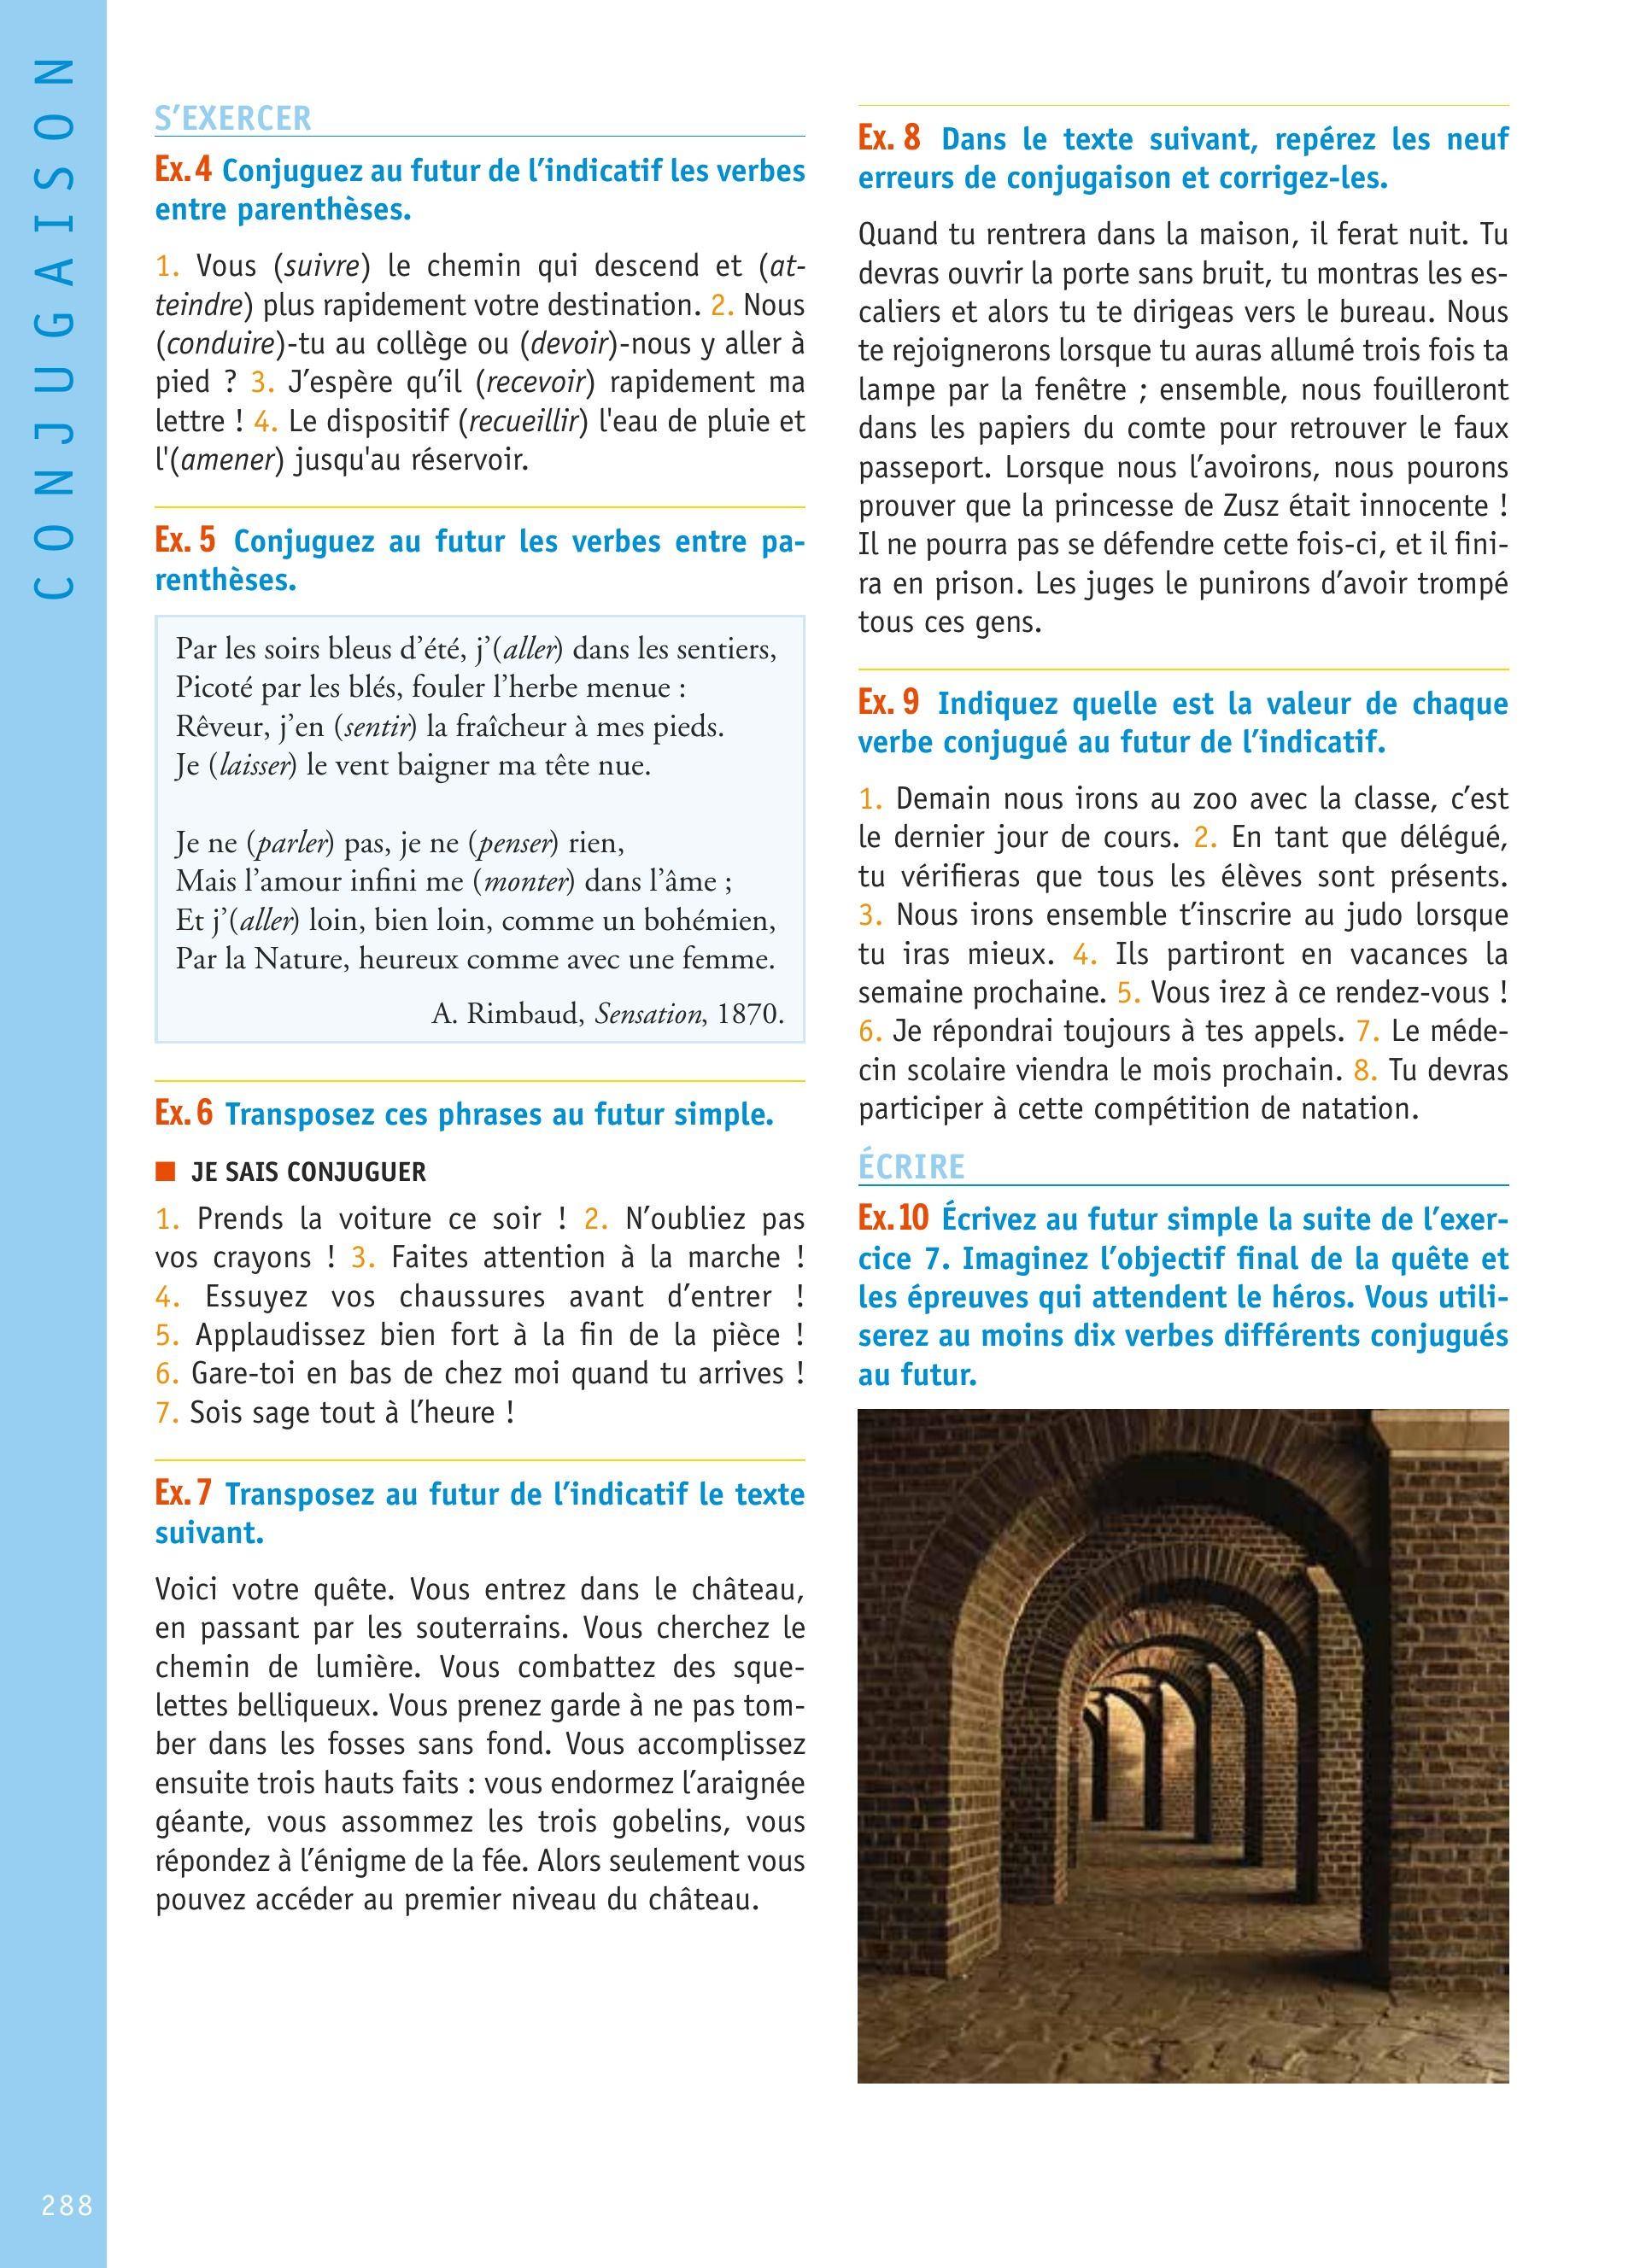 CONJUGAISON
S'EXERCER
Ex. 4 Conjuguez au futur de l'indicatif les verbes
entre parenthèses.
1. Vous (suivre) le chemin qui descend et (at-
teindre) plus rapidement votre destination. 2. Nous
(conduire)-tu au collège ou (devoir)-nous y aller à
pied ? 3. J'espère qu'il (recevoir) rapidement ma
lettre ! 4. Le dispositif (recueillir) l'eau de pluie et
l'(amener) jusqu'au réservoir.
Ex. 5 Conjuguez au futur les verbes entre pa-
renthèses.
Par les soirs bleus d'été, j'(aller) dans les sentiers,
Picoté par les blés, fouler l'herbe menue :
Rêveur, j'en (sentir) la fraîcheur à mes pieds.
Je (laisser) le vent baigner ma tête nue.
Je ne (parler) pas, je ne (penser) rien,
Mais l'amour infini me (monter) dans l'âme ;
Et j'(aller) loin, bien loin, comme un bohémien,
Par la Nature, heureux comme avec une femme.
A. Rimbaud, Sensation, 1870.
Ex. 6 Transposez ces phrases au futur simple.
■ JE SAIS CONJUGUER
1. Prends la voiture ce soir ! 2. N'oubliez pas
vos crayons ! 3. Faites attention à la marche !
4. Essuyez vos chaussures avant d'entrer !
5. Applaudissez bien fort à la fin de la pièce !
6. Gare-toi en bas de chez moi quand tu arrives !
7. Sois sage tout à l'heure !
Ex. 7 Transposez au futur de l'indicatif le texte
suivant.
Voici votre quête. Vous entrez dans le château,
en passant par les souterrains. Vous cherchez le
chemin de lumière. Vous combattez des sque-
lettes belliqueux. Vous prenez garde à ne pas tom-
ber dans les fosses sans fond. Vous accomplissez
ensuite trois hauts faits : vous endormez l'araignée
géante, vous assommez les trois gobelins, vous
répondez à l'énigme de la fée. Alors seulement vous
pouvez accéder au premier niveau du château.
Ex. 8 Dans le texte suivant, repérez les neuf
erreurs de conjugaison et corrigez-les.
Quand tu rentrera dans la maison, il ferat nuit. Tu
devras ouvrir la porte sans bruit, tu montras les es-
caliers et alors tu te dirigeas vers le bureau. Nous
te rejoignerons lorsque tu auras allumé trois fois ta
lampe par la fenêtre ; ensemble, nous fouilleront
dans les papiers du comte pour retrouver le faux
passeport. Lorsque nous l'avoirons, nous pourons
prouver que la princesse de Zusz était innocente !
Il ne pourra pas se défendre cette fois-ci, et il fini-
ra en prison. Les juges le punirons d'avoir trompé
tous ces gens.
Ex. 9 Indiquez quelle est la valeur de chaque
verbe conjugué au futur de l'indicatif.
1. Demain nous irons au zoo avec la classe, c'est
le dernier jour de cours. 2. En tant que délégué,
tu vérifieras que tous les élèves sont présents.
3. Nous irons ensemble t'inscrire au judo lorsque
tu iras mieux. 4. Ils partiront en vacances la
semaine prochaine. 5. Vous irez à ce rendez-vous !
6. Je répondrai toujours à tes appels. 7. Le méde-
cin scolaire viendra le mois prochain. 8. Tu devras
participer à cette compétition de natation.
ÉCRIRE
Ex. 10 Écrivez au futur simple la suite de l'exer-
cice 7. Imaginez l'objectif final de la quête et
les épreuves qui attendent le héros. Vous utili-
serez au moins dix verbes différents conjugués
au futur.
288